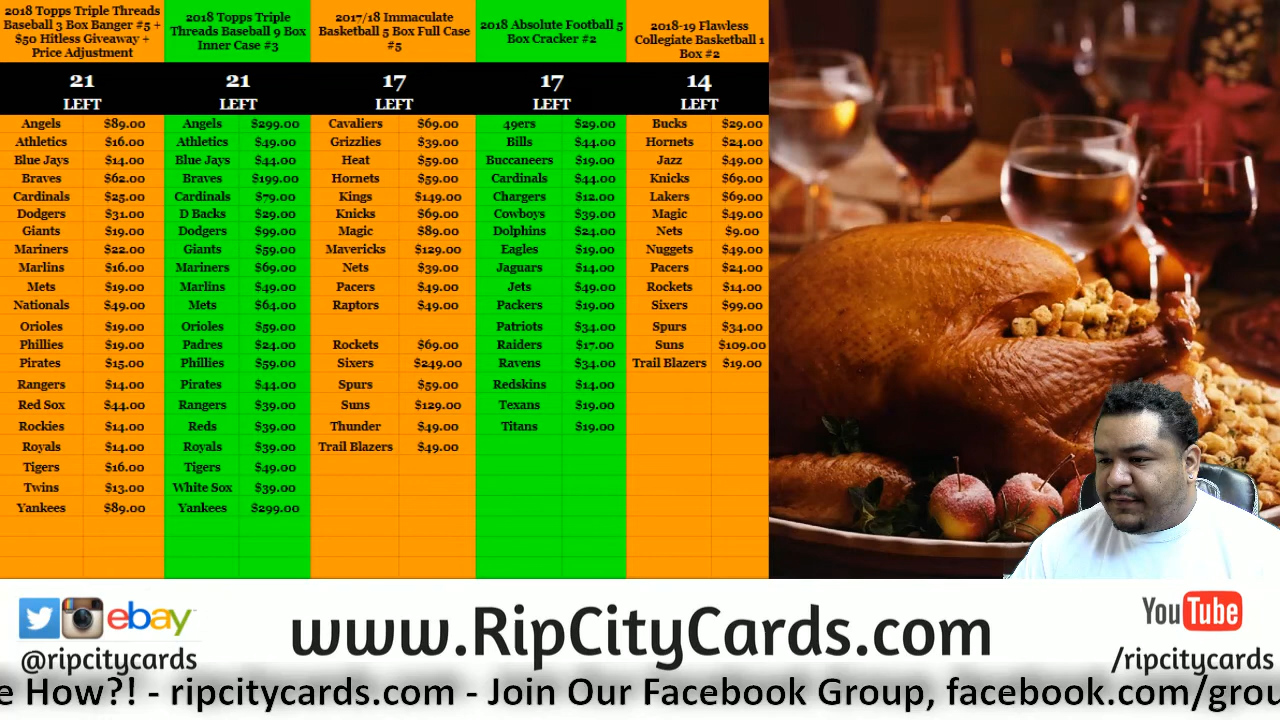 2018 Topps Triple Threads
Baseball 3 Box Banger #5 +
$50 Hitless Giveaway +
Price Adjustment
21
LEFT
Angels $89.00
Athletics $16.00
Blue Jays $14.00
Braves $62.00
Cardinals $25.00
Dodgers $31.00
Giants $19.00
Mariners $22.00
Marlins $16.00
Mets $19.00
Nationals $49.00
Orioles $19.00
Phillies $19.00
Pirates $15.00
Rangers $14.00
Red Sox $44.00
Rockies $14.00
Royals $14.00
Tigers $16.00
Twins $13.00
Yankees $89.00
2018 Topps Triple
Threads Baseball 9 Box
Inner Case #3
21
LEFT
Angels $299.00
Athletics $49.00
Blue Jays $44.00
Braves $199.00
Cardinals $79.00
D Backs $29.00
Dodgers $99.00
Giants $59.00
Mariners $69.00
Marlins $49.00
Mets $64.00
Orioles $59.00
Padres $24.00
Phillies $59.00
Pirates $44.00
Rangers $39.00
Reds $39.00
Royals $39.00
Tigers $49.00
White Sox $39.00
Yankees $299.00
2017/18 Immaculate
Basketball 5 Box Full Case
#5
17
LEFT
Cavaliers $69.00
Grizzlies $39.00
Heat $59.00
Hornets $59.00
Kings $149.00
Knicks $69.00
Magic $89.00
Mavericks $129.00
Nets $39.00
Pacers $49.00
Raptors $49.00
Rockets $69.00
Sixers $249.00
Spurs $59.00
Suns $129.00
Thunder $49.00
Trail Blazers $49.00
2018 Absolute Football 5
Box Cracker #2
17
LEFT
49ers $29.00
Bills $44.00
Buccaneers $19.00
Cardinals $44.00
Chargers $12.00
Cowboys $39.00
Dolphins $24.00
Eagles $19.00
Jaguars $14.00
Jets $49.00
Packers $19.00
Patriots $34.00
Raiders $17.00
Ravens $34.00
Redskins $14.00
Texans $19.00
Titans $19.00
2018-19 Flawless
Collegiate Basketball 1
Box #2
14
LEFT
Bucks $29.00
Hornets $24.00
Jazz $49.00
Knicks $69.00
Lakers $69.00
Magic $49.00
Nets $9.00
Nuggets $49.00
Pacers $24.00
Rockets $14.00
Sixers $99.00
Spurs $34.00
Suns $109.00
Trail Blazers $19.00
ebay
@ripcitycards
www.RipCityCards.com
YouTube
/ripcitycards
e How?! - ripcitycards.com - Join Our Facebook Group, facebook.com/grou